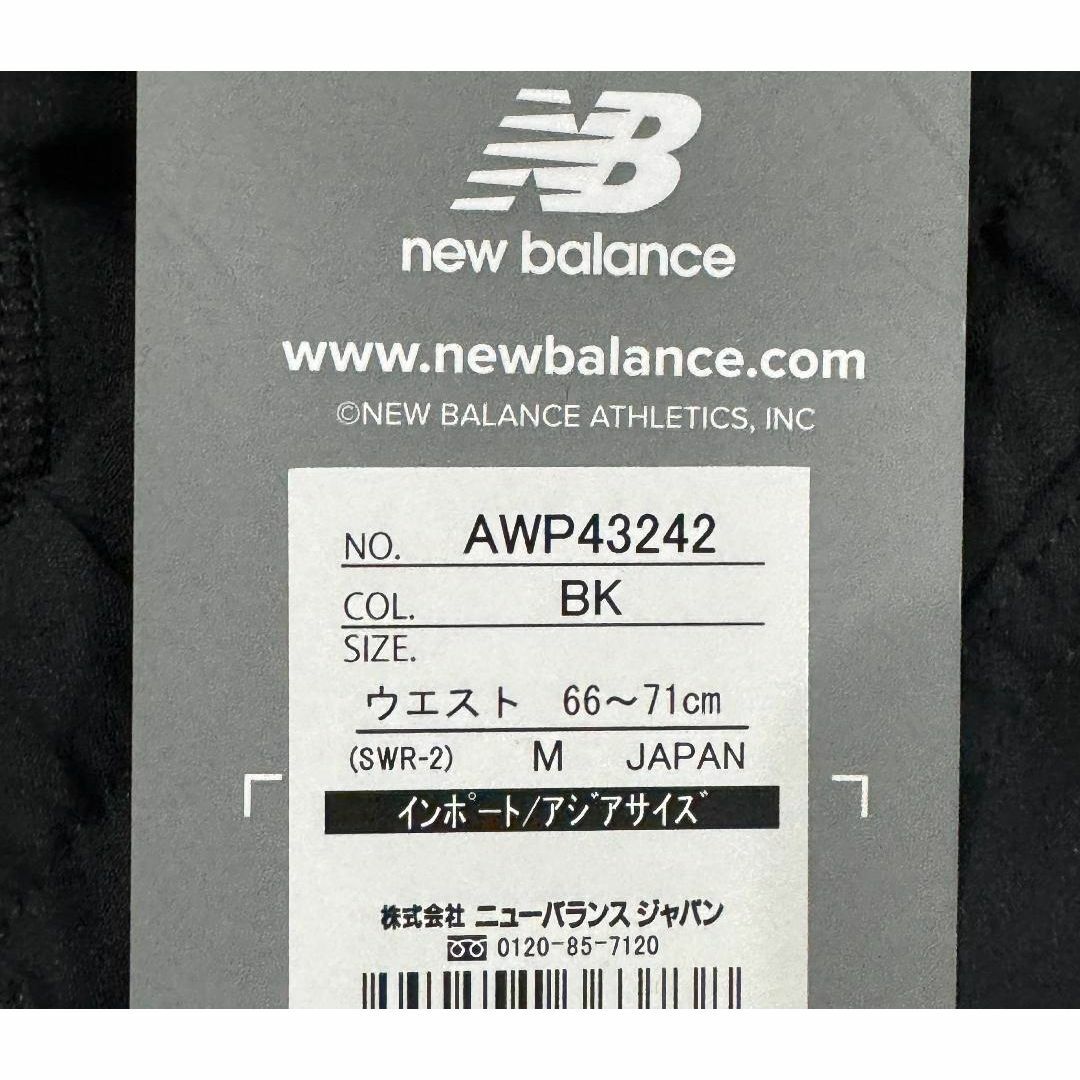 NB
new balance
www.newbalance.com
©NEW BALANCE ATHLETICS, INC
NO. AWP43242
COL. BK
SIZE.
ウエスト 66～71cm
(SWR-2) M JAPAN
インポート/アジアサイズ
株式会社 ニューバランス ジャパン
0120-85-7120